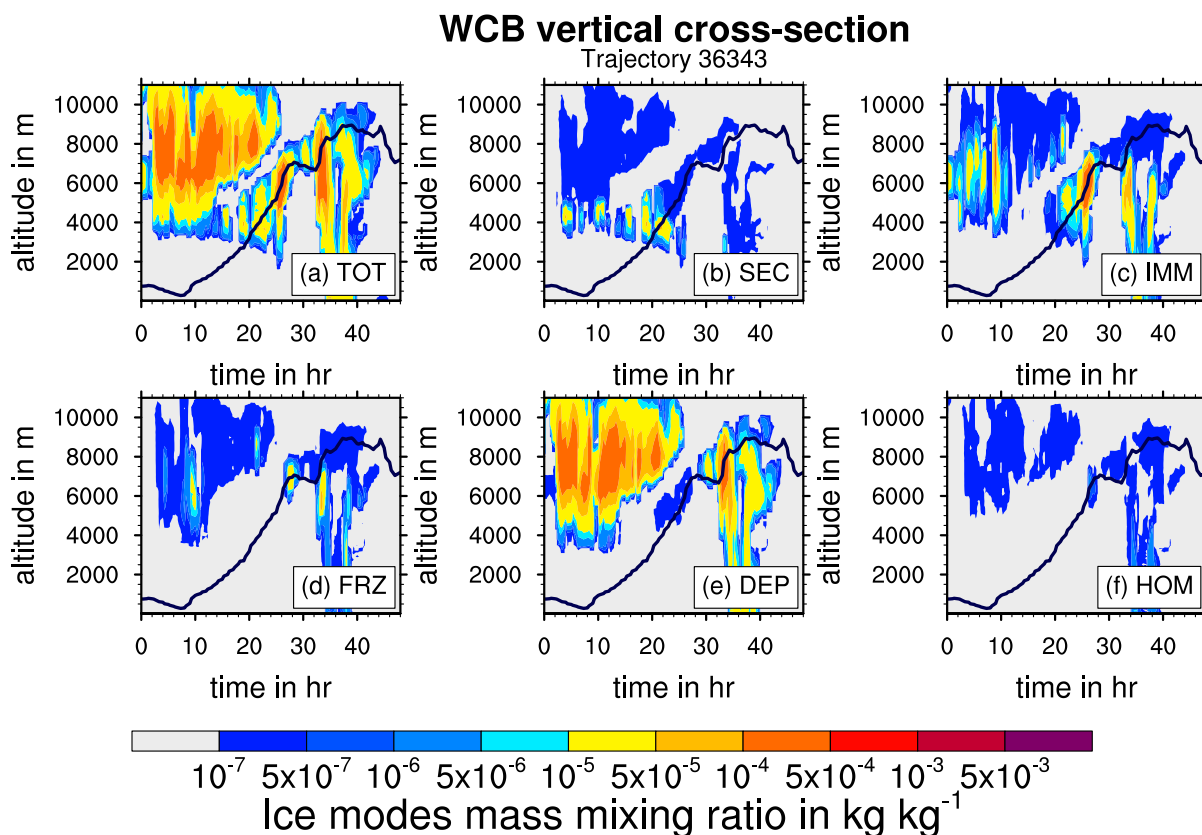 WCB vertical cross-section
Trajectory 36343
10000
8000
6000
4000
2000
altitude in m
(a) TOT
0 10 20 30 40
time in hr
10000
8000
6000
4000
2000
altitude in m
(b) SEC
0 10 20 30 40
time in hr
10000
8000
6000
4000
2000
altitude in m
(c) IMM
0 10 20 30 40
time in hr
10000
8000
6000
4000
2000
altitude in m
(d) FRZ
0 10 20 30 40
time in hr
10000
8000
6000
4000
2000
altitude in m
(e) DEP
0 10 20 30 40
time in hr
10000
8000
6000
4000
2000
altitude in m
(f) HOM
0 10 20 30 40
time in hr
10⁻⁷ 5x10⁻⁷ 10⁻⁶ 5x10⁻⁶ 10⁻⁵ 5x10⁻⁵ 10⁻⁴ 5x10⁻⁴ 10⁻³ 5x10⁻³
Ice modes mass mixing ratio in kg kg⁻¹